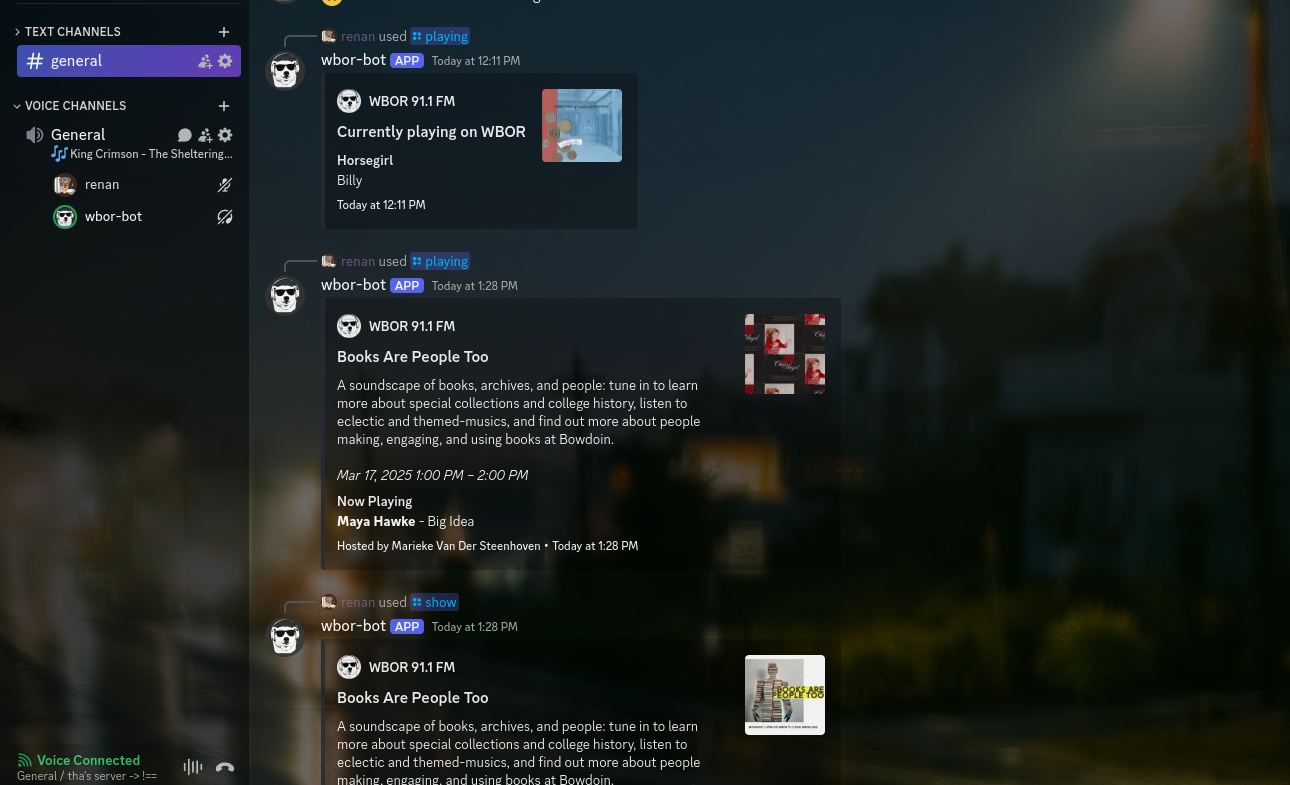 TEXT CHANNELS
general
VOICE CHANNELS
General
King Crimson - The Sheltering...
renan
wbor-bot
Voice Connected
General / tha's server -> !==
renan used playing
wbor-bot APP Today at 12:11 PM
WBOR 91.1 FM
Currently playing on WBOR
Horsegirl
Billy
Today at 12:11 PM
renan used playing
wbor-bot APP Today at 1:28 PM
WBOR 91.1 FM
Books Are People Too
A soundscape of books, archives, and people: tune in to learn
more about special collections and college history, listen to
eclectic and themed-musics, and find out more about people
making, engaging, and using books at Bowdoin.
Mar 17, 2025 1:00 PM – 2:00 PM
Now Playing
Maya Hawke - Big Idea
Hosted by Marieke Van Der Steenhoven • Today at 1:28 PM
35
renan used show
wbor-bot APP Today at 1:28 PM
WBOR 91.1 FM
Books Are People Too
BOOKS ARE
PEOPLE TOO
A soundscape of books, archives, and people: tune in to learn
more about special collections and college history, listen to
eclectic and themed-musics, and find out more about people
making, engaging, and using books at Bowdoin.